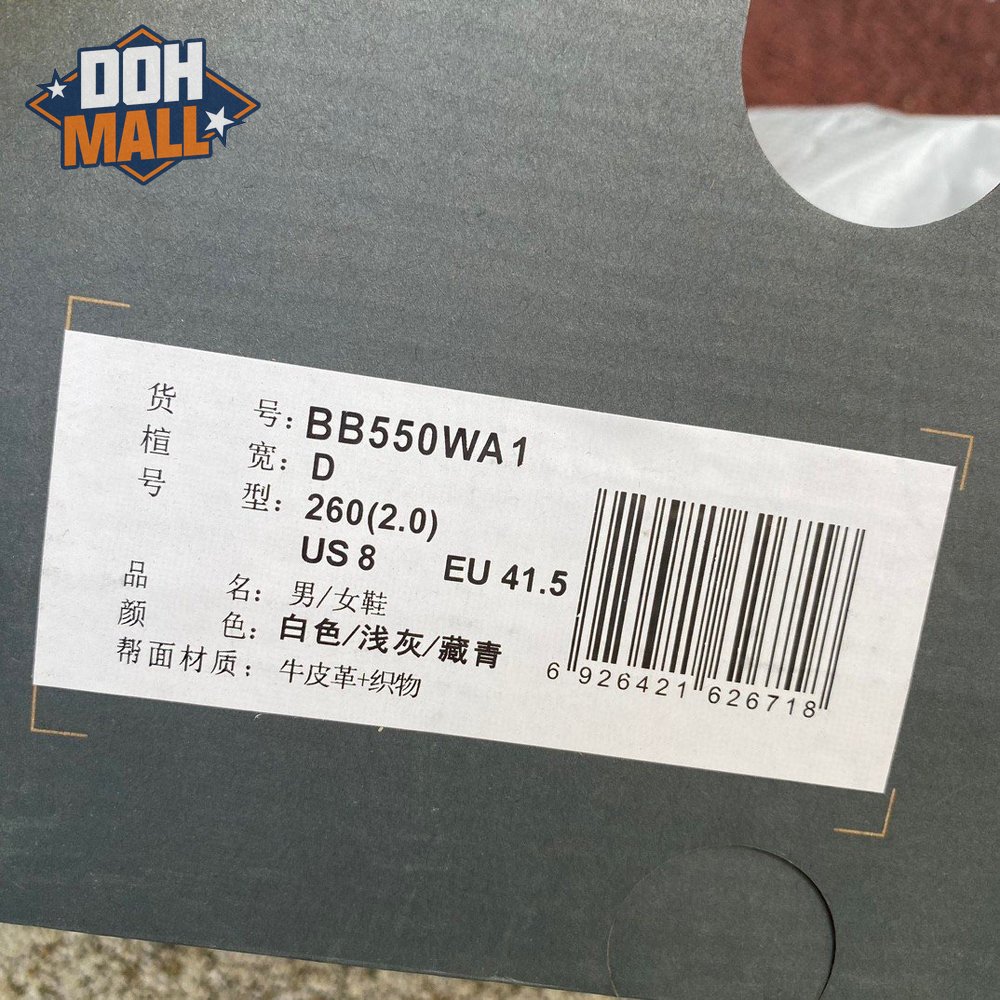 DOH
MALL
货 号: BB550WA1
楦 宽: D
号 型: 260(2.0)
US 8 EU 41.5
品 名: 男/女鞋
颜 色: 白色/浅灰/藏青
帮面材质: 牛皮革+织物
6 926421 626718